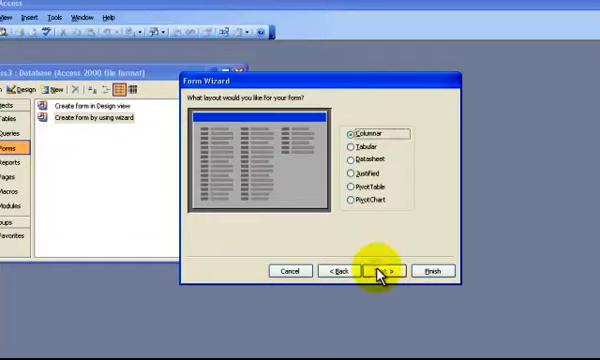 Access
View Insert Tools Window Help
ss3 : Database (Access 2000 file format)
Design New
Create form in Design view
Create form by using wizard
Tables
Queries
Forms
Reports
Pages
Macros
Modules
Favorites
Form Wizard
What layout would you like for your form?
Columnar
Tabular
Datasheet
Justified
PivotTable
PivotChart
Cancel
< Back
Finish